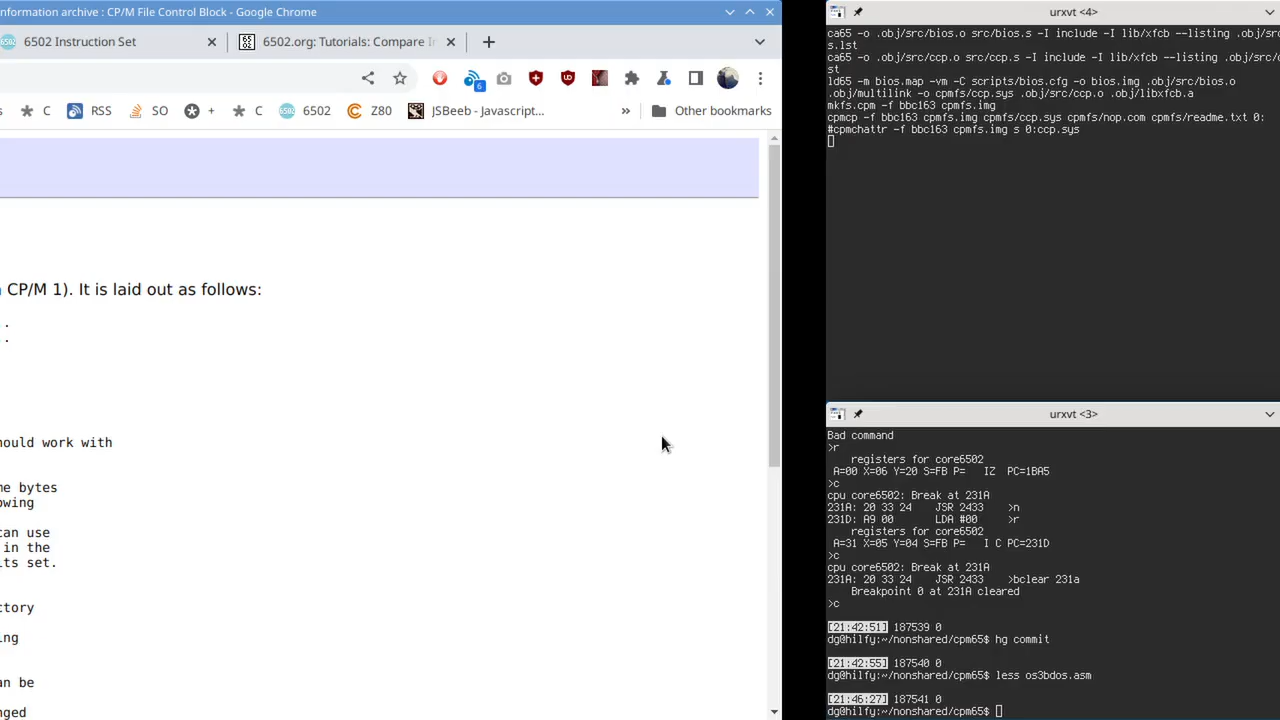 nformation archive : CP/M File Control Block - Google Chrome
6502 Instruction Set
6502.org: Tutorials: Compare I
6
C
RSS
SO
+
C
6502
Z80
JSBeeb - Javascript...
»
Other bookmarks
CP/M 1). It is laid out as follows:
.
.
ould work with
e bytes
owing
can use
in the
ts set.
ctory
ing
an be
nged
urxvt <4>
ca65 -o .obj/src/bios.o src/bios.s -I include -I lib/xfcb --listing .obj/src/bio
s.lst
ca65 -o .obj/src/ccp.o src/ccp.s -I include -I lib/xfcb --listing .obj/src/ccp.l
st
ld65 -m bios.map -vm -C scripts/bios.cfg -o bios.img .obj/src/bios.o
.obj/multilink -o cpmfs/ccp.sys .obj/src/ccp.o .obj/libxfcb.a
mkfs.cpm -f bbc163 cpmfs.img
cpmcp -f bbc163 cpmfs.img cpmfs/ccp.sys cpmfs/nop.com cpmfs/readme.txt 0:
#cpmchattr -f bbc163 cpmfs.img s 0:ccp.sys
urxvt <3>
Bad command
>r
registers for core6502
A=00 X=06 Y=20 S=FB P= IZ PC=1BA5
>c
cpu core6502: Break at 231A
231A: 20 33 24 JSR 2433 >n
231D: A9 00 LDA #00 >r
registers for core6502
A=31 X=05 Y=04 S=FB P= I C PC=231D
>c
cpu core6502: Break at 231A
231A: 20 33 24 JSR 2433 >bclear 231a
Breakpoint 0 at 231A cleared
>c
[21:42:51] 187539 0
dg@hilfy:~/nonshared/cpm65$ hg commit
[21:42:55] 187540 0
dg@hilfy:~/nonshared/cpm65$ less os3bdos.asm
[21:46:27] 187541 0
dg@hilfy:~/nonshared/cpm65$